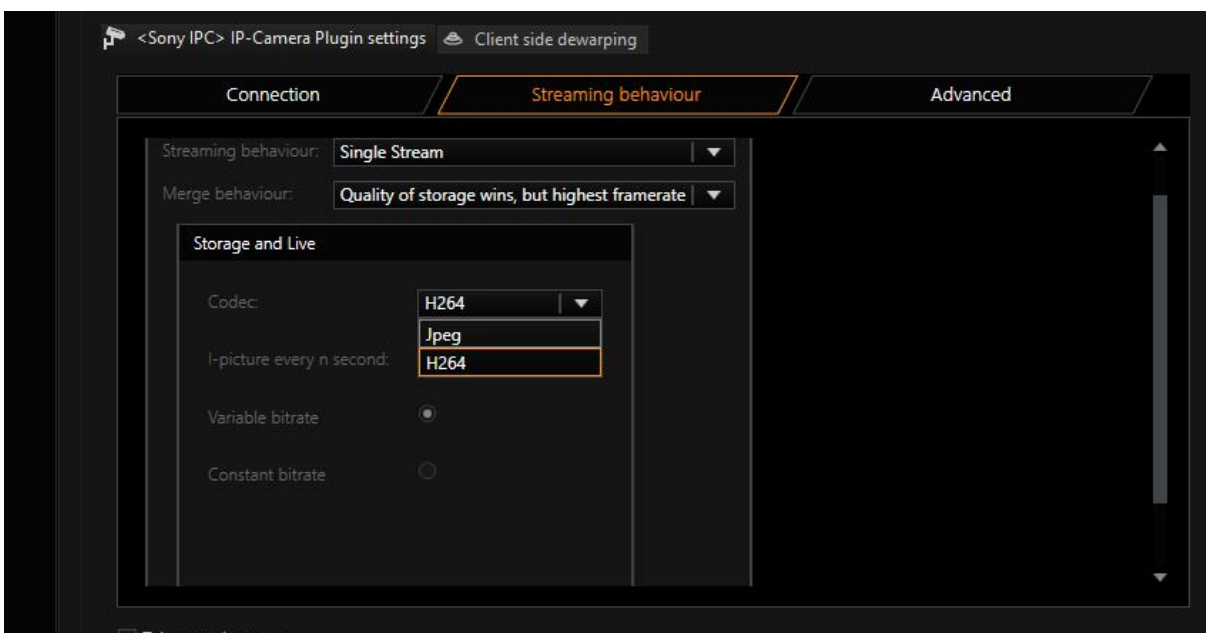 <Sony IPC> IP-Camera Plugin settings Client side dewarping
Connection Streaming behaviour Advanced
Streaming behaviour: Single Stream
Merge behaviour: Quality of storage wins, but highest framerate
Storage and Live
Codec: H264
Jpeg
I-picture every n second: H264
Variable bitrate
Constant bitrate